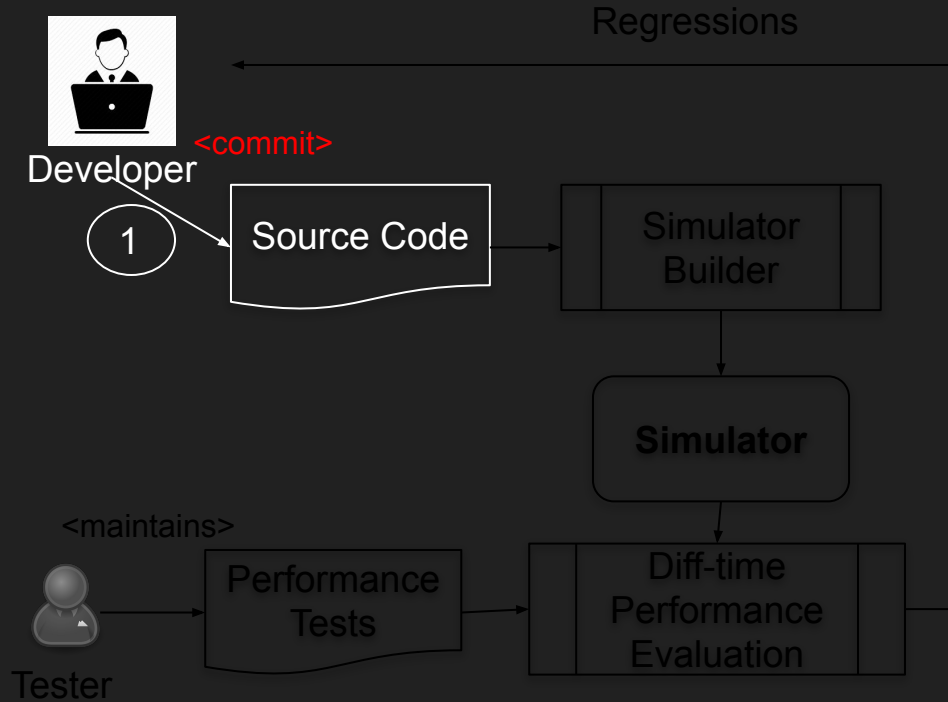 Regressions
<commit>
Developer
1
Source Code
Simulator
Builder
Simulator
<maintains>
Performance
Tests
Diff-time
Performance
Evaluation
Tester